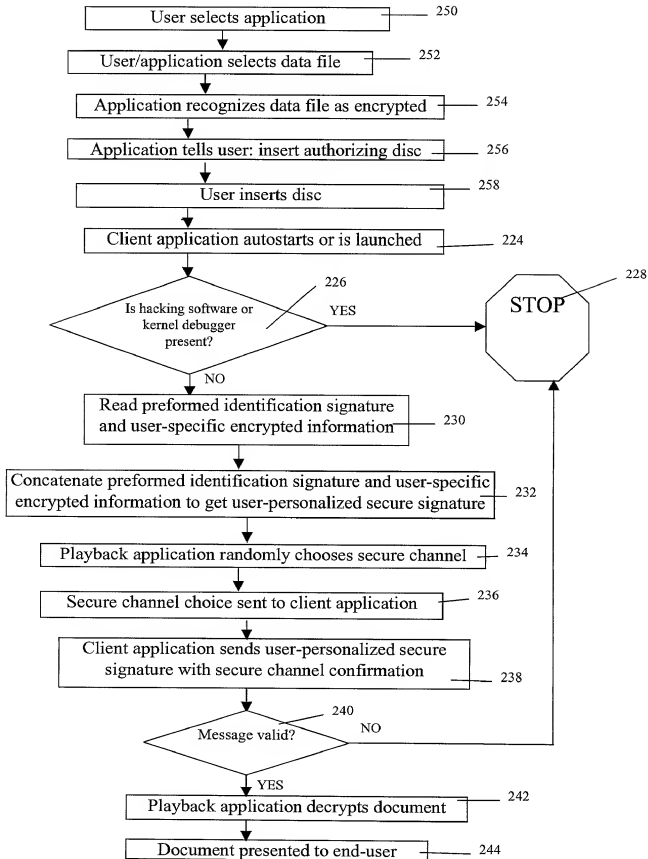 User selects application
250
User/application selects data file
252
Application recognizes data file as encrypted
254
Application tells user: insert authorizing disc
256
User inserts disc
258
Client application autostarts or is launched
224
Is hacking software or
kernel debugger
present?
226
YES
STOP
228
NO
Read preformed identification signature
and user-specific encrypted information
230
Concatenate preformed identification signature and user-specific
encrypted information to get user-personalized secure signature
232
Playback application randomly chooses secure channel
234
Secure channel choice sent to client application
236
Client application sends user-personalized secure
signature with secure channel confirmation
238
Message valid?
240
NO
YES
Playback application decrypts document
242
Document presented to end-user
244